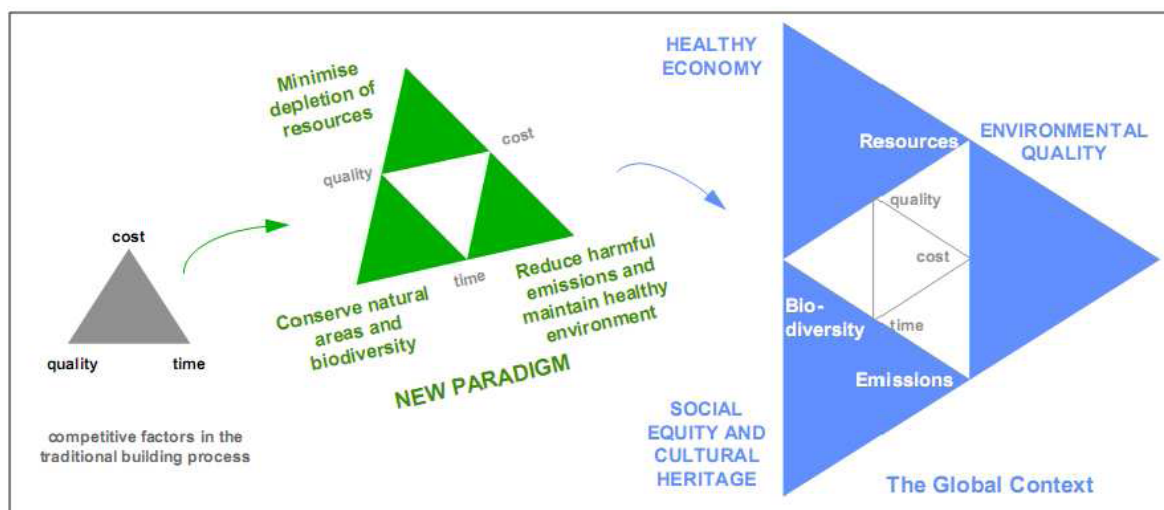 cost
quality
time
competitive factors in the
traditional building process
Minimise
depletion of
resources
quality
cost
time
Conserve natural
areas and
biodiversity
Reduce harmful
emissions and
maintain healthy
environment
NEW PARADIGM
HEALTHY
ECONOMY
Resources
ENVIRONMENTAL
QUALITY
quality
cost
time
Bio-
diversity
Emissions
SOCIAL
EQUITY AND
CULTURAL
HERITAGE
The Global Context